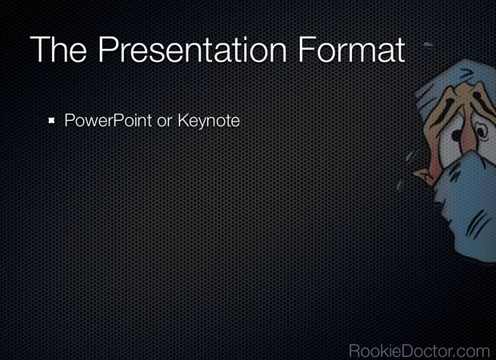 The Presentation Format
PowerPoint or Keynote
RookieDoctor.com